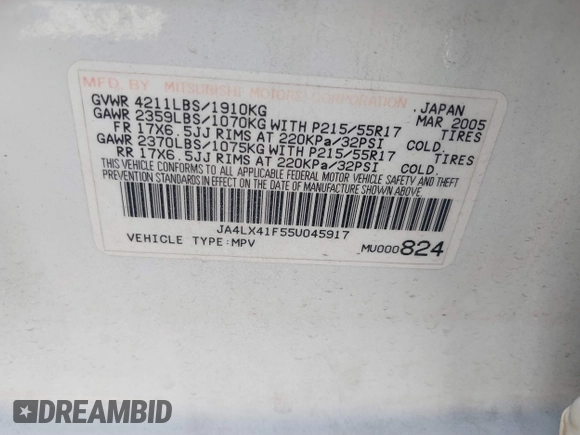 MFD. BY MITSUBISHI MOTORS CORPORATION
JAPAN
GVWR 4211LBS/1910KG MAR 2005
GAWR 2359LBS/1070KG WITH P215/55R17 TIRES
FR 17X6.5JJ RIMS AT 220KPa/32PSI COLD.
GAWR 2370LBS/1075KG WITH P215/55R17 TIRES
RR 17X6.5JJ RIMS AT 220KPa/32PSI COLD.
THIS VEHICLE CONFORMS TO ALL APPLICABLE FEDERAL MOTOR VEHICLE SAFETY AND THEFT
PREVENTION STANDARDS IN EFFECT ON THE DATE OF MANUFACTURE SHOWN ABOVE.
JA4LX41F55U045917
VEHICLE TYPE:MPV MU000824
DREAMBID